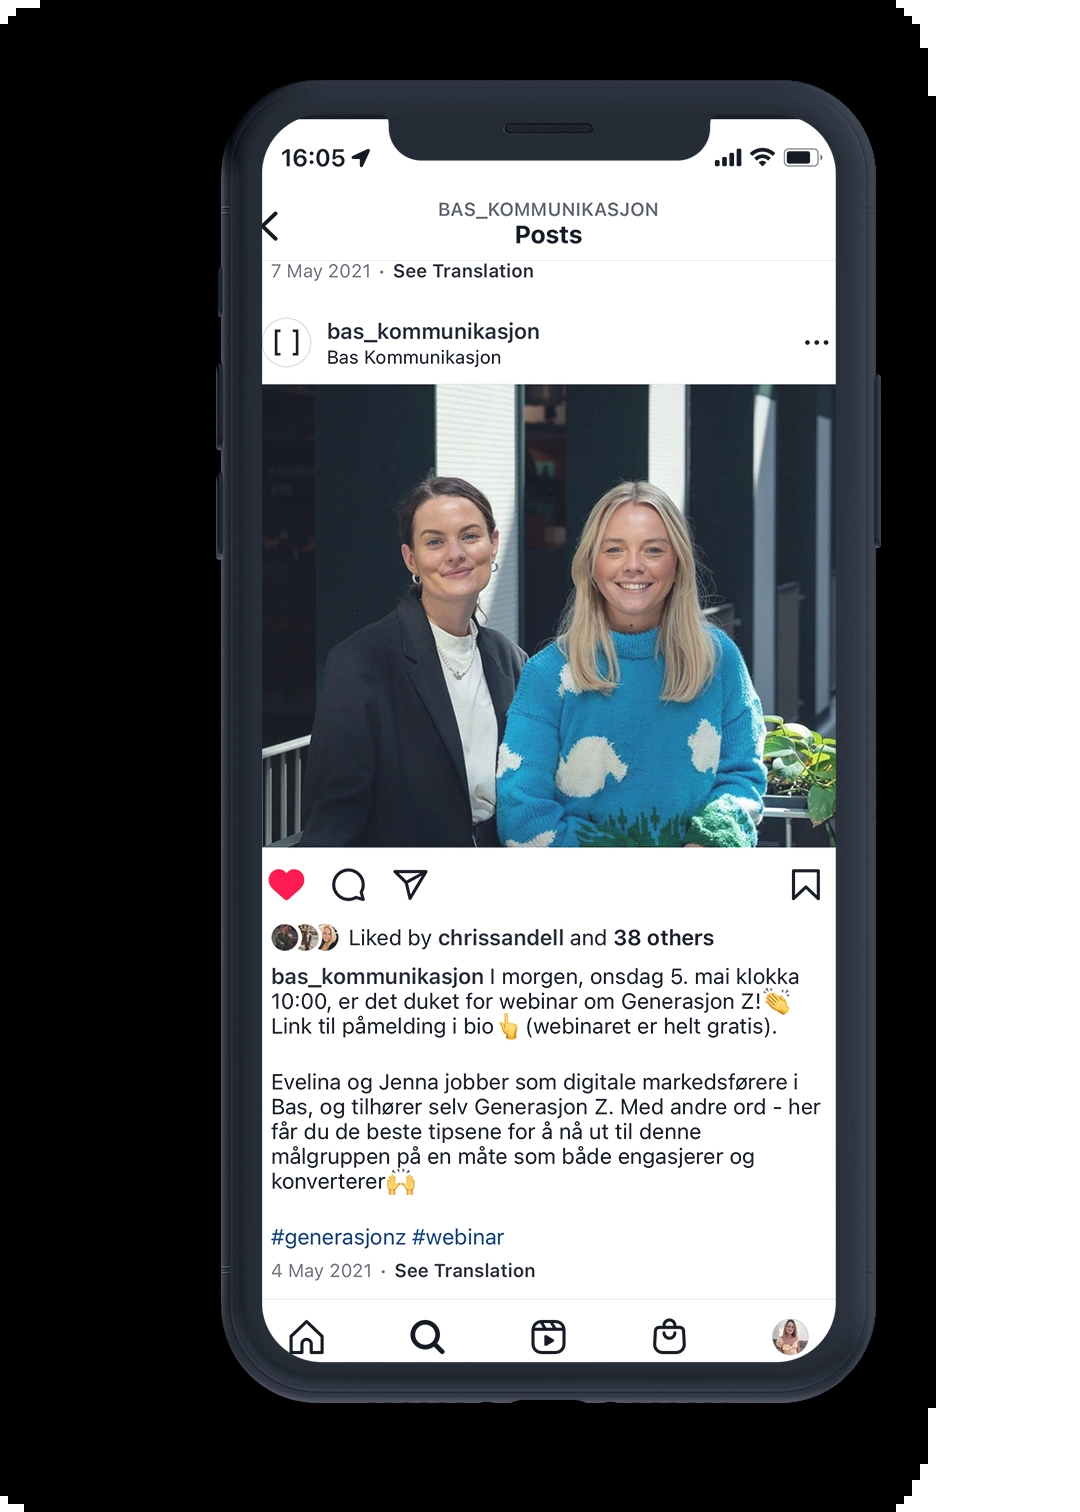 16:05
BAS_KOMMUNIKASJON
Posts
7 May 2021 · See Translation
[ ]
bas_kommunikasjon
Bas Kommunikasjon
Liked by chrissandell and 38 others
bas_kommunikasjon I morgen, onsdag 5. mai klokka
10:00, er det duket for webinar om Generasjon Z!👏
Link til påmelding i bio👆 (webinaret er helt gratis).
Evelina og Jenna jobber som digitale markedsførere i
Bas, og tilhører selv Generasjon Z. Med andre ord - her
får du de beste tipsene for å nå ut til denne
målgruppen på en måte som både engasjerer og
konverterer🙌
#generasjonz #webinar
4 May 2021 · See Translation